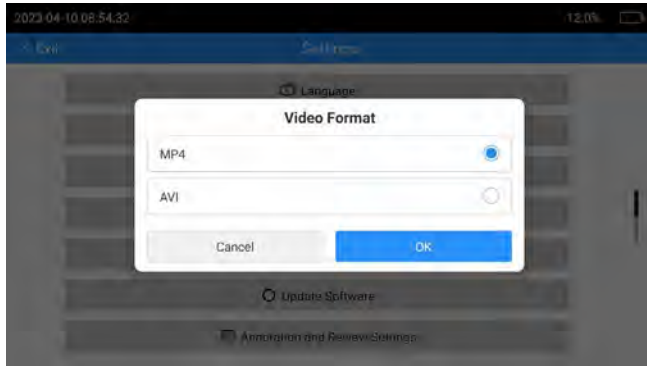 2023-04-10 08:54:32 12.0%
< Exit Settings
Language
Video Format
MP4
AVI
Cancel OK
Update Software
Annotation and Review Settings